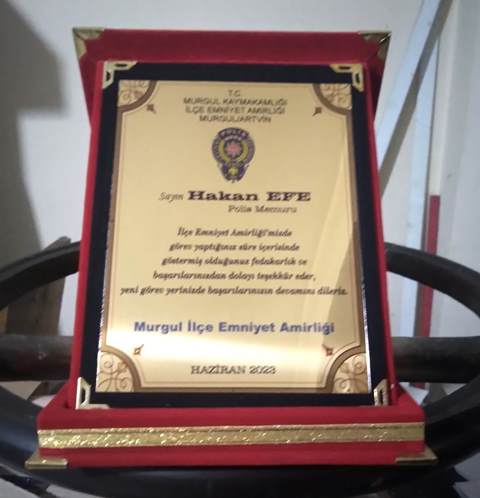 T.C.
MURGUL KAYMAKAMLIĞI
İLÇE EMNİYET AMİRLİĞİ
MURGUL/ARTVİN
POLİS
Sayın Hakan EFE
Polis Memuru
İlçe Emniyet Amirliği'mizde
görev yaptığınız süre içerisinde
göstermiş olduğunuz fedakarlık ve
başarılarınızdan dolayı teşekkür eder,
yeni görev yerinizde başarılarınızın devamını dileriz.
Murgul İlçe Emniyet Amirliği
HAZİRAN 2023